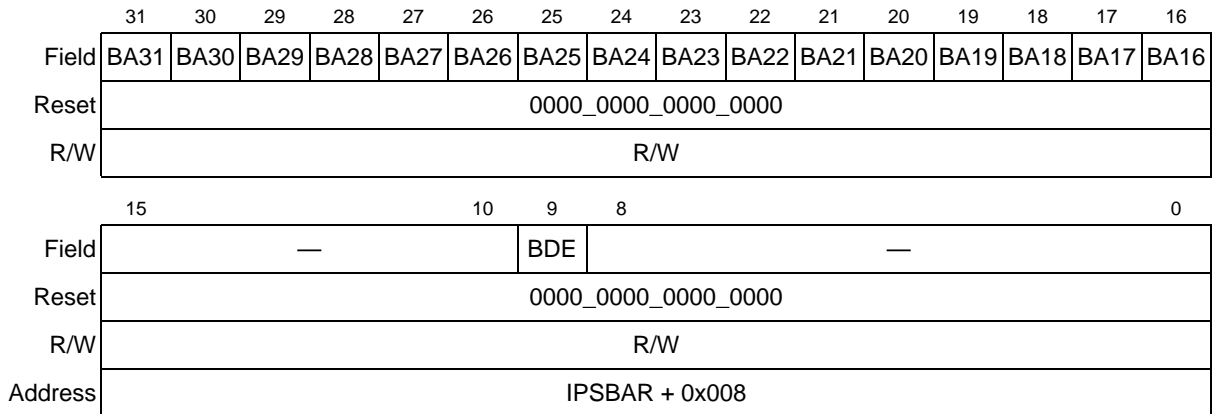 31 30 29 28 27 26 25 24 23 22 21 20 19 18 17 16
Field BA31 BA30 BA29 BA28 BA27 BA26 BA25 BA24 BA23 BA22 BA21 BA20 BA19 BA18 BA17 BA16
Reset 0000_0000_0000_0000
R/W R/W
15 10 9 8 0
Field — BDE —
Reset 0000_0000_0000_0000
R/W R/W
Address IPSBAR + 0x008